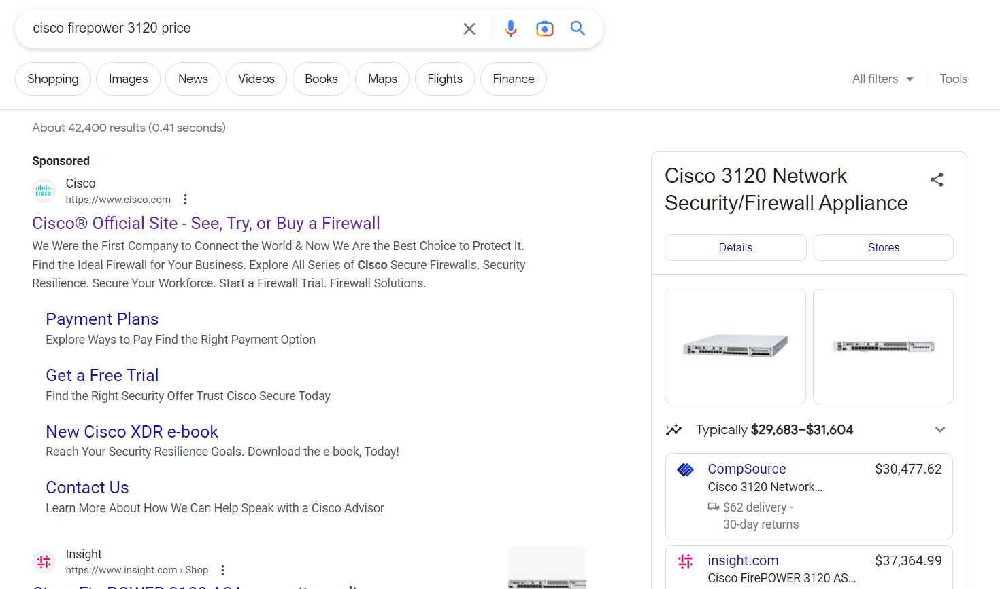 cisco firepower 3120 price
Shopping
Images
News
Videos
Books
Maps
Flights
Finance
All filters
Tools
About 42,400 results (0.41 seconds)
Sponsored
CISCO
Cisco
https://www.cisco.com
Cisco® Official Site - See, Try, or Buy a Firewall
We Were the First Company to Connect the World & Now We Are the Best Choice to Protect It.
Find the Ideal Firewall for Your Business. Explore All Series of Cisco Secure Firewalls. Security
Resilience. Secure Your Workforce. Start a Firewall Trial. Firewall Solutions.
Payment Plans
Explore Ways to Pay Find the Right Payment Option
Get a Free Trial
Find the Right Security Offer Trust Cisco Secure Today
New Cisco XDR e-book
Reach Your Security Resilience Goals. Download the e-book, Today!
Contact Us
Learn More About How We Can Help Speak with a Cisco Advisor
Insight
https://www.insight.com › Shop
Cisco 3120 Network
Security/Firewall Appliance
Details
Stores
Typically $29,683–$31,604
CompSource
$30,477.62
Cisco 3120 Network...
$62 delivery ·
30-day returns
insight.com
$37,364.99
Cisco FirePOWER 3120 AS...